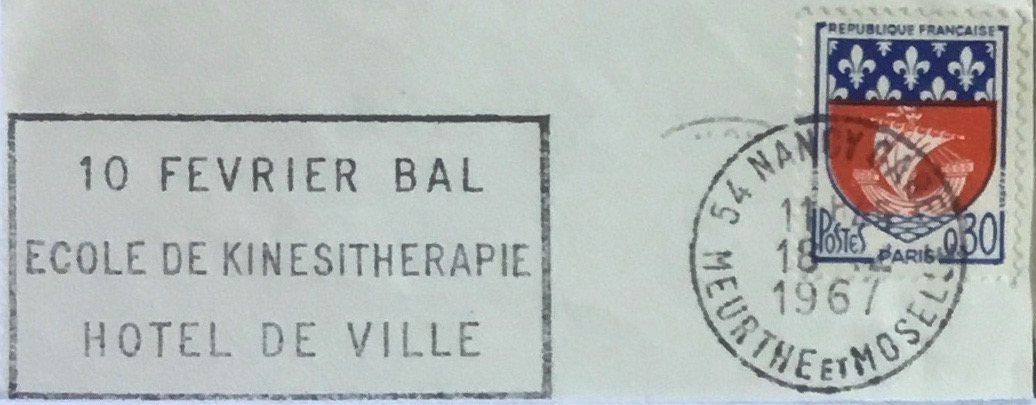 10 FEVRIER BAL
ECOLE DE KINESITHERAPIE
HOTEL DE VILLE
REPUBLIQUE FRANÇAISE
POSTES 0,30
PARIS
54 NANCY
18
1967
MEURTHE ET MOSELLE